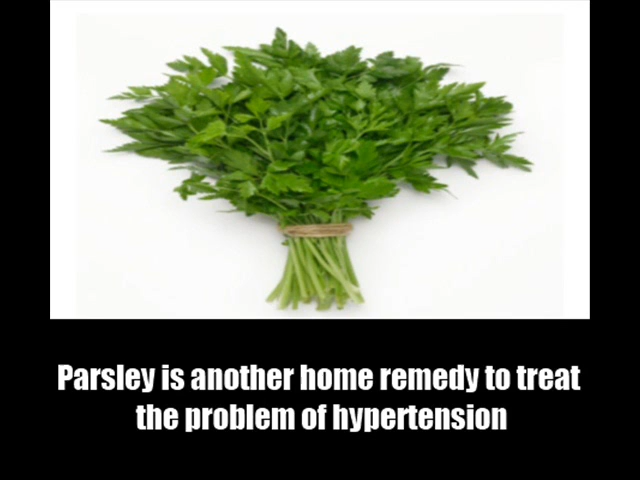 Parsley is another home remedy to treat
the problem of hypertension